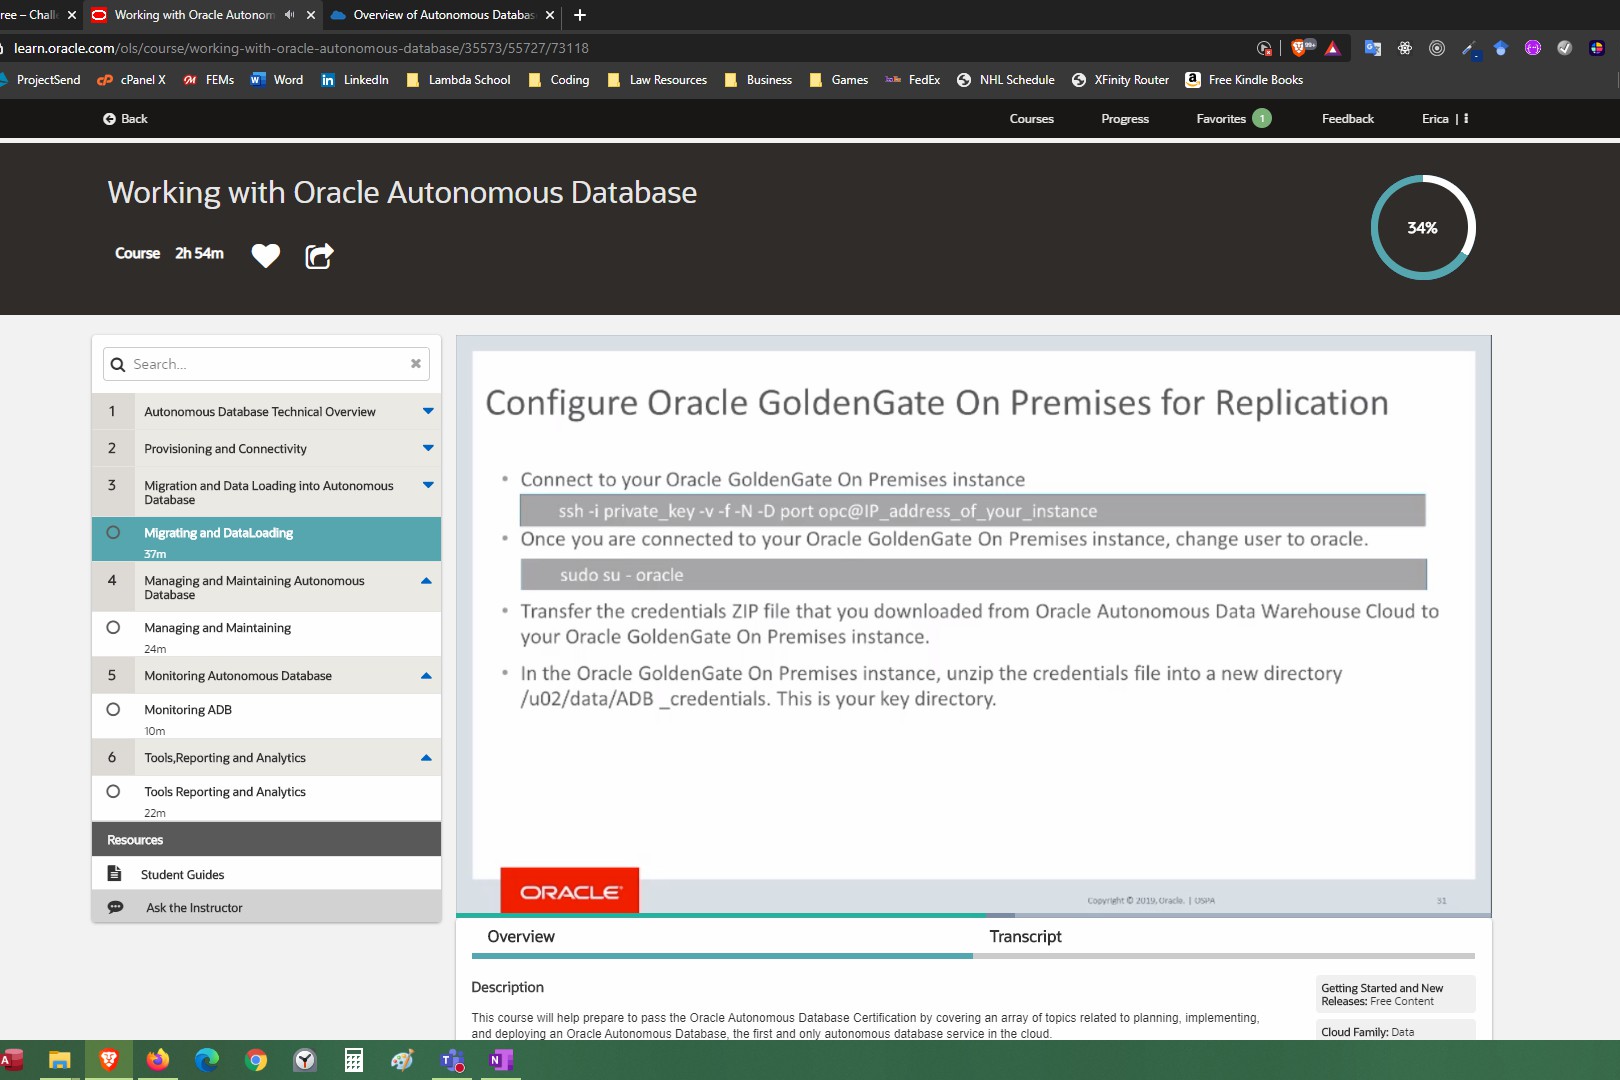 ree – Chall
Working with Oracle Autonom
Overview of Autonomous Databas
learn.oracle.com/ols/course/working-with-oracle-autonomous-database/35573/55727/73118
99+
ProjectSend
cPanel X
FEMs
Word
LinkedIn
Lambda School
Coding
Law Resources
Business
Games
FedEx
NHL Schedule
XFinity Router
Free Kindle Books
Back
Courses
Progress
Favorites 1
Feedback
Erica |
Working with Oracle Autonomous Database
Course 2h 54m
34%
Search...
1 Autonomous Database Technical Overview
2 Provisioning and Connectivity
3 Migration and Data Loading into Autonomous
Database
Migrating and DataLoading
37m
4 Managing and Maintaining Autonomous
Database
Managing and Maintaining
24m
5 Monitoring Autonomous Database
Monitoring ADB
10m
6 Tools,Reporting and Analytics
Tools Reporting and Analytics
22m
Resources
Student Guides
Ask the Instructor
Configure Oracle GoldenGate On Premises for Replication
• Connect to your Oracle GoldenGate On Premises instance
ssh -i private_key -v -f -N -D port opc@IP_address_of_your_instance
• Once you are connected to your Oracle GoldenGate On Premises instance, change user to oracle.
sudo su - oracle
• Transfer the credentials ZIP file that you downloaded from Oracle Autonomous Data Warehouse Cloud to
your Oracle GoldenGate On Premises instance.
• In the Oracle GoldenGate On Premises instance, unzip the credentials file into a new directory
/u02/data/ADB _credentials. This is your key directory.
ORACLE
Copyright © 2019, Oracle. | OSPA
31
Overview
Transcript
Description
This course will help prepare to pass the Oracle Autonomous Database Certification by covering an array of topics related to planning, implementing,
and deploying an Oracle Autonomous Database, the first and only autonomous database service in the cloud.
Getting Started and New
Releases: Free Content
Cloud Family: Data